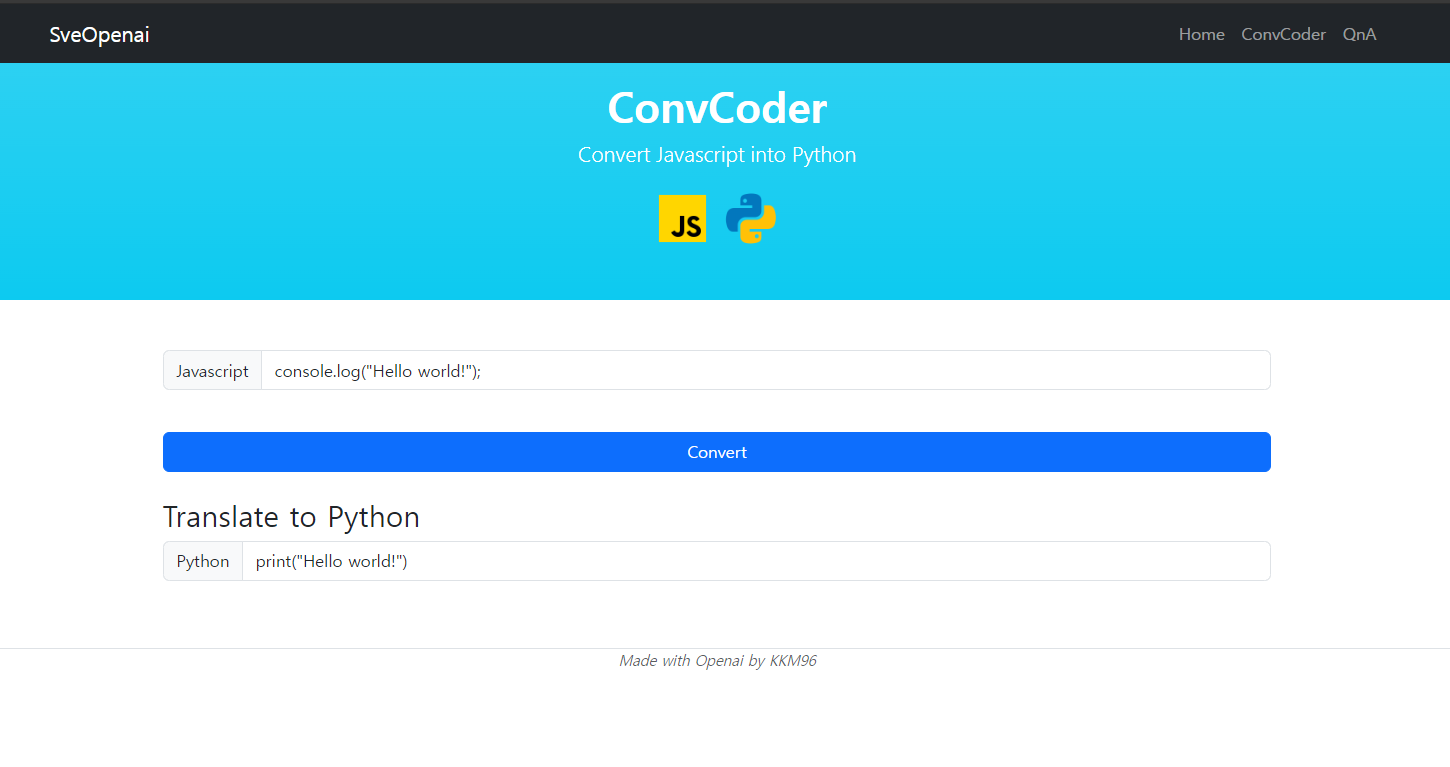 SveOpenai
Home ConvCoder QnA
ConvCoder
Convert Javascript into Python
JS
Javascript console.log("Hello world!");
Convert
Translate to Python
Python print("Hello world!")
Made with Openai by KKM96